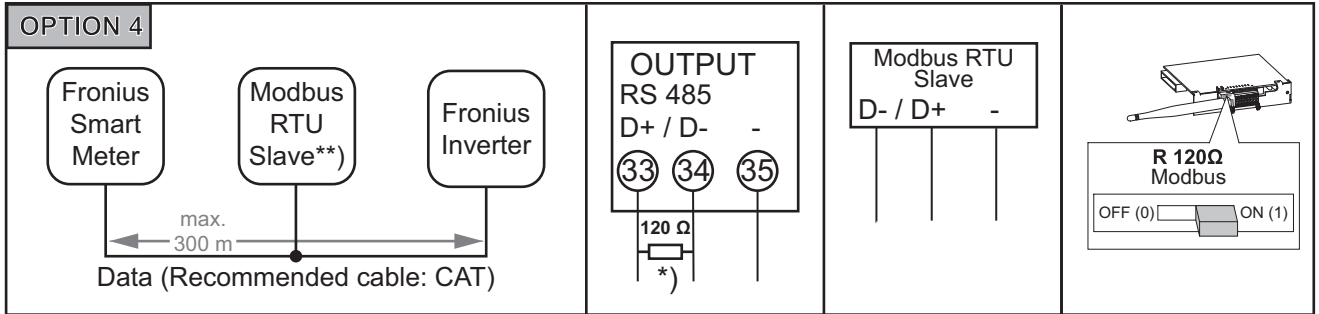 OPTION 4
Fronius
Smart
Meter
Modbus
RTU
Slave**)
Fronius
Inverter
max.
300 m
Data (Recommended cable: CAT)
OUTPUT
RS 485
D+ / D- -
33 34 35
120 Ω
*)
Modbus RTU
Slave
D- / D+ -
R 120Ω
Modbus
OFF (0) ON (1)